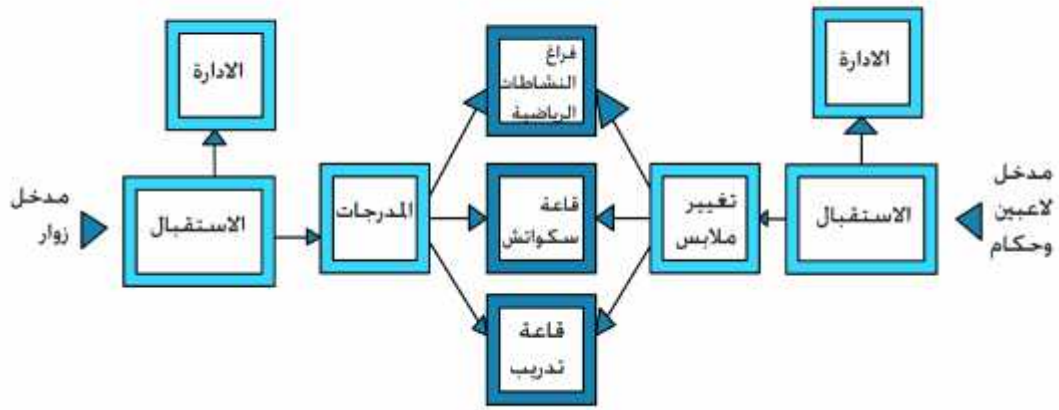 الادارة
فراغ
النشاطات
الرياضية
الادارة
مدخل
لاعبين
وحكام
الاستقبال
تغيير
ملابس
قاعة
سكواتش
المدرجات
الاستقبال
مدخل
زوار
قاعة
تدريب